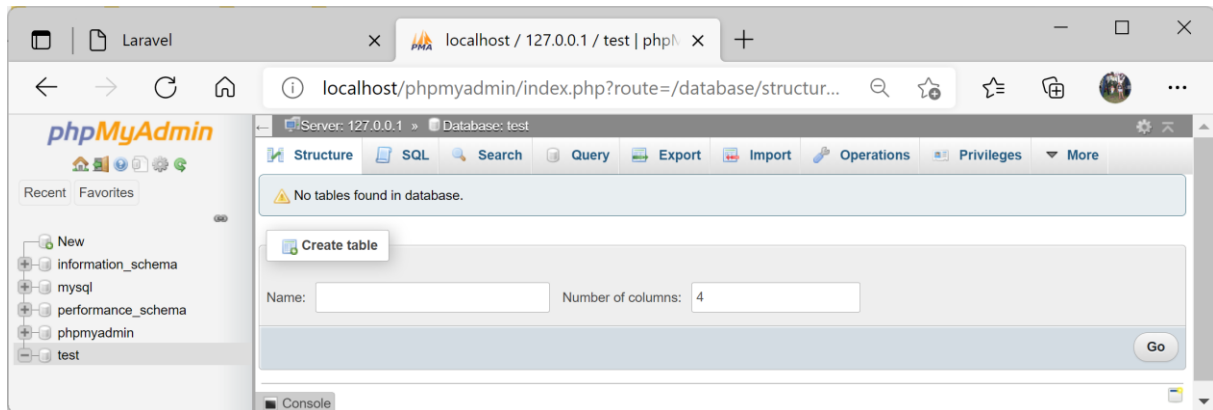 Laravel
PMA localhost / 127.0.0.1 / test | php
localhost/phpmyadmin/index.php?route=/database/structur...
phpMyAdmin
Recent Favorites
New
information_schema
mysql
performance_schema
phpmyadmin
test
Server: 127.0.0.1 » Database: test
Structure SQL Search Query Export Import Operations Privileges More
No tables found in database.
Create table
Name: Number of columns: 4
Go
Console